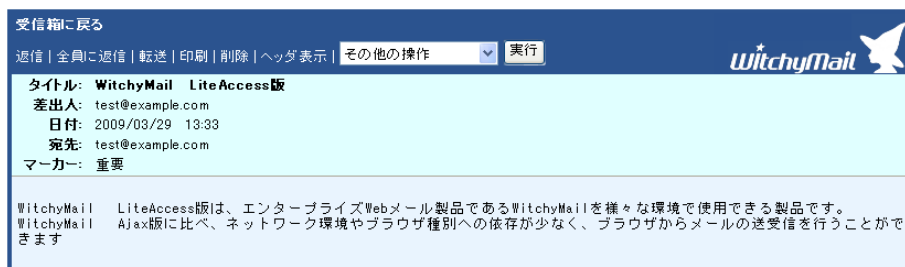 受信箱に戻る
返信 | 全員に返信 | 転送 | 印刷 | 削除 | ヘッダ表示 | その他の操作 実行
WitchyMail
タイトル: WitchyMail LiteAccess版
差出人: test@example.com
日付: 2009/03/29 13:33
宛先: test@example.com
マーカー: 重要
WitchyMail LiteAccess版は、エンタープライズWebメール製品であるWitchyMailを様々な環境で使用できる製品です。
WitchyMail Ajax版に比べ、ネットワーク環境やブラウザ種別への依存が少なく、ブラウザからメールの送受信を行うことがで
きます